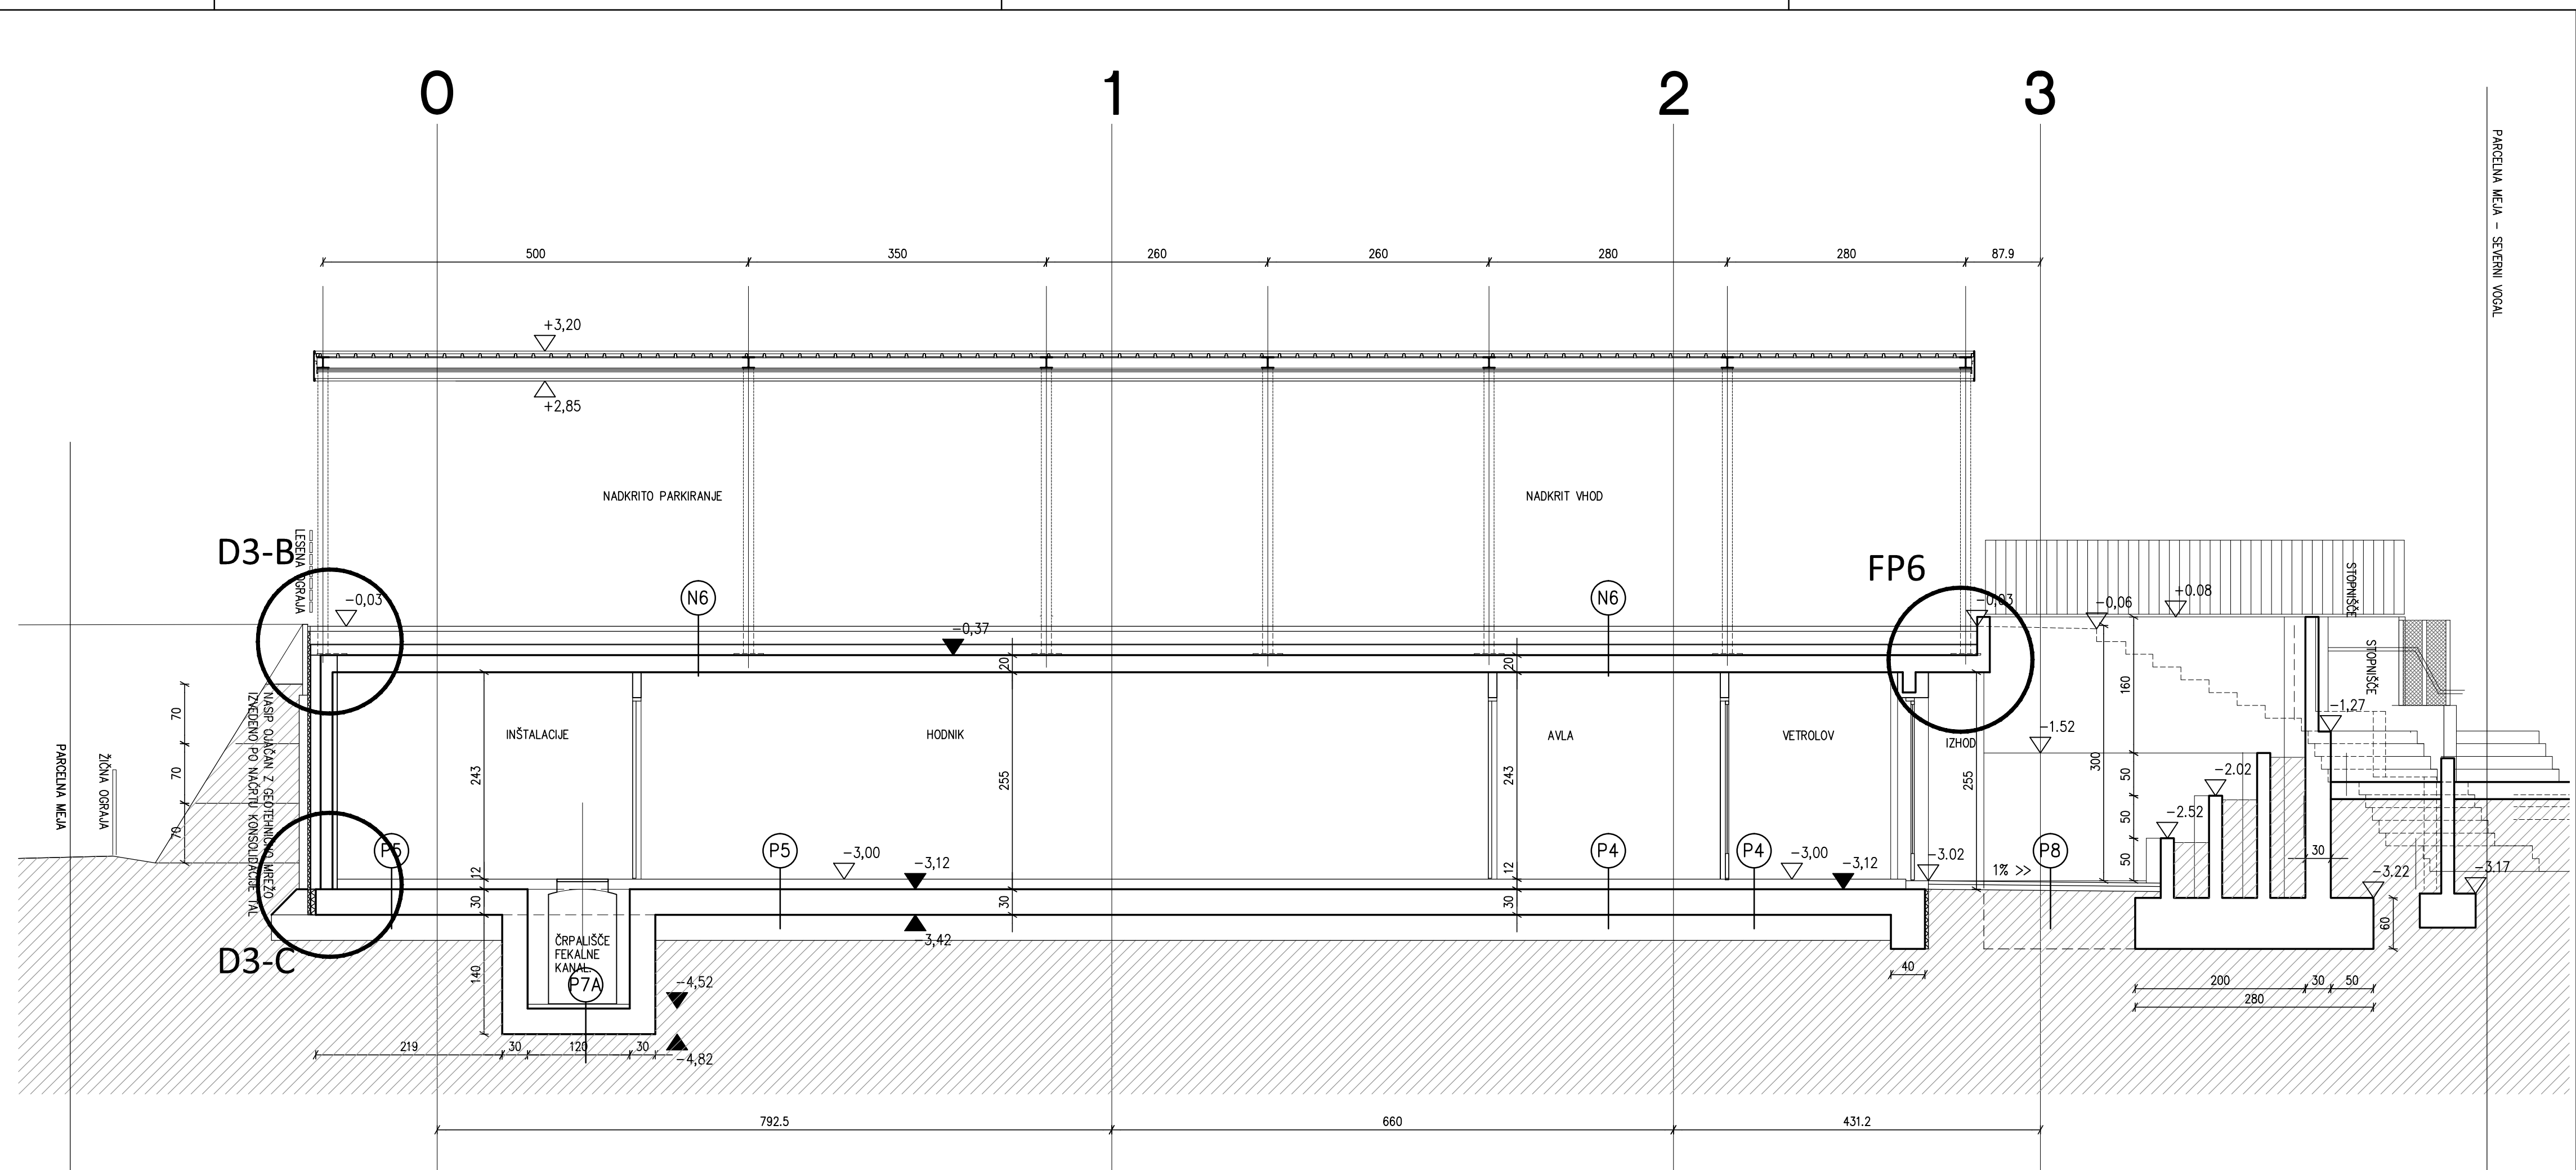 0
1
2
3
PARCELNA MEJA - SEVERNI VOGAL
500
350
260
260
280
280
87.9
+3,20
+2,85
NADKRITO PARKIRANJE
NADKRIT VHOD
D3-B
LESENA OGRAJA
FP6
STOPNIŠČE
-0,03
N6
N6
-0,03
-0,06
+0.08
-0,37
20
20
STOPNIŠČE
70
70
70
NASIP OJAČAN Z GEOTEHNIČNO MREŽO
IZVEDENO PO NAČRTU KONSOLIDACIJE TAL
160
-1,27
INŠTALACIJE
HODNIK
AVLA
VETROLOV
IZHOD
-1.52
PARCELNA MEJA
ŽIČNA OGRAJA
243
255
243
255
300
50
50
50
-2.02
-2.52
P5
P5
P4
P4
P8
30
-3,00
-3,12
-3,00
-3,12
-3.02
1% >>
-3.22
-3.17
12
12
30
30
30
60
ČRPALIŠČE
FEKALNE
KANAL.
-3,42
D3-C
140
P7A
-4,52
40
200
30
50
280
219
30
120
30
-4,82
792.5
660
431.2